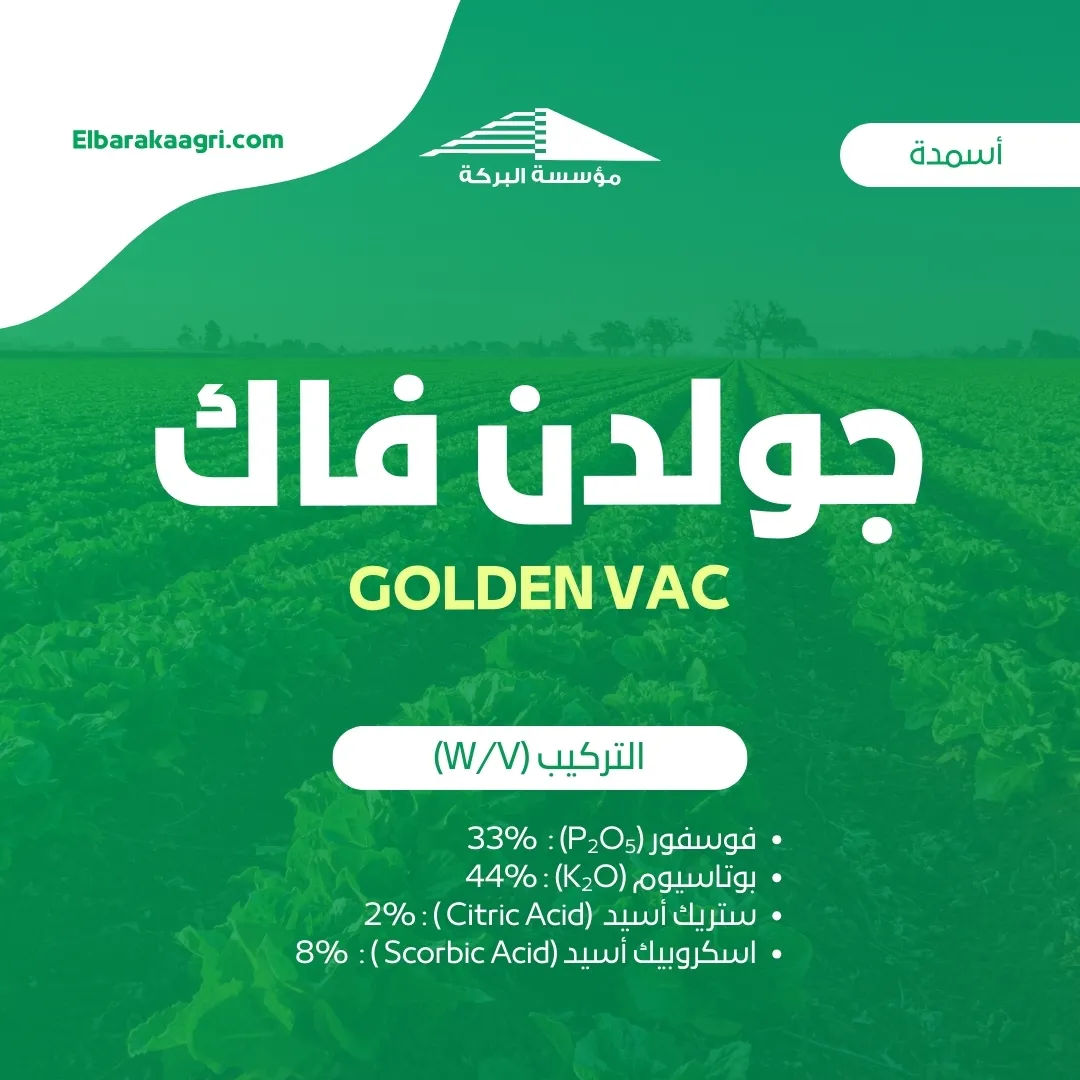 Elbarakaagri.com
مؤسسة البركة
أسمدة
جولدن فاك
GOLDEN VAC
التركيب (W/V)
• فوسفور (P₂O₅) : 33%
• بوتاسيوم (K₂O) : 44%
• ستريك أسيد (Citric Acid ) : 2%
• اسكروبيك أسيد (Scorbic Acid ) : 8%